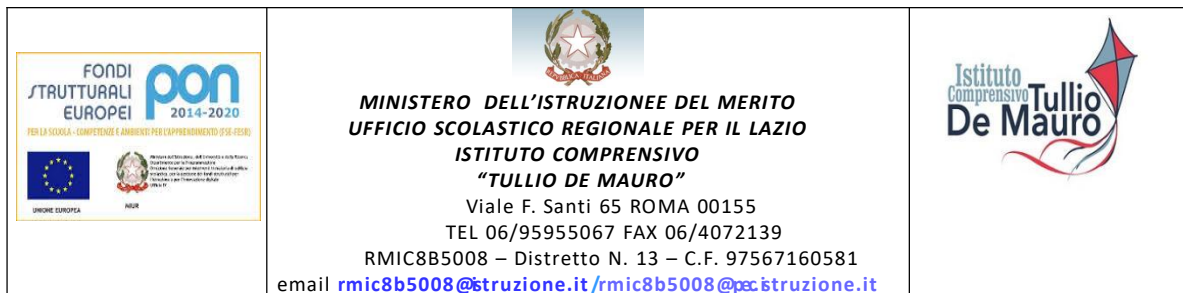 FONDI
STRUTTURALI
EUROPEI
pon
2014-2020
PER LA SCUOLA - COMPETENZE E AMBIENTI PER L'APPRENDIMENTO (FSE-FESR)
UNIONE EUROPEA
MIUR
REPVBBLICA ITALIANA
MINISTERO DELL'ISTRUZIONEE DEL MERITO
UFFICIO SCOLASTICO REGIONALE PER IL LAZIO
ISTITUTO COMPRENSIVO
"TULLIO DE MAURO"
Viale F. Santi 65 ROMA 00155
TEL 06/95955067 FAX 06/4072139
RMIC8B5008 – Distretto N. 13 – C.F. 97567160581
email rmic8b5008@istruzione.it/rmic8b5008@pec.istruzione.it
Istituto
Comprensivo Tullio
De Mauro